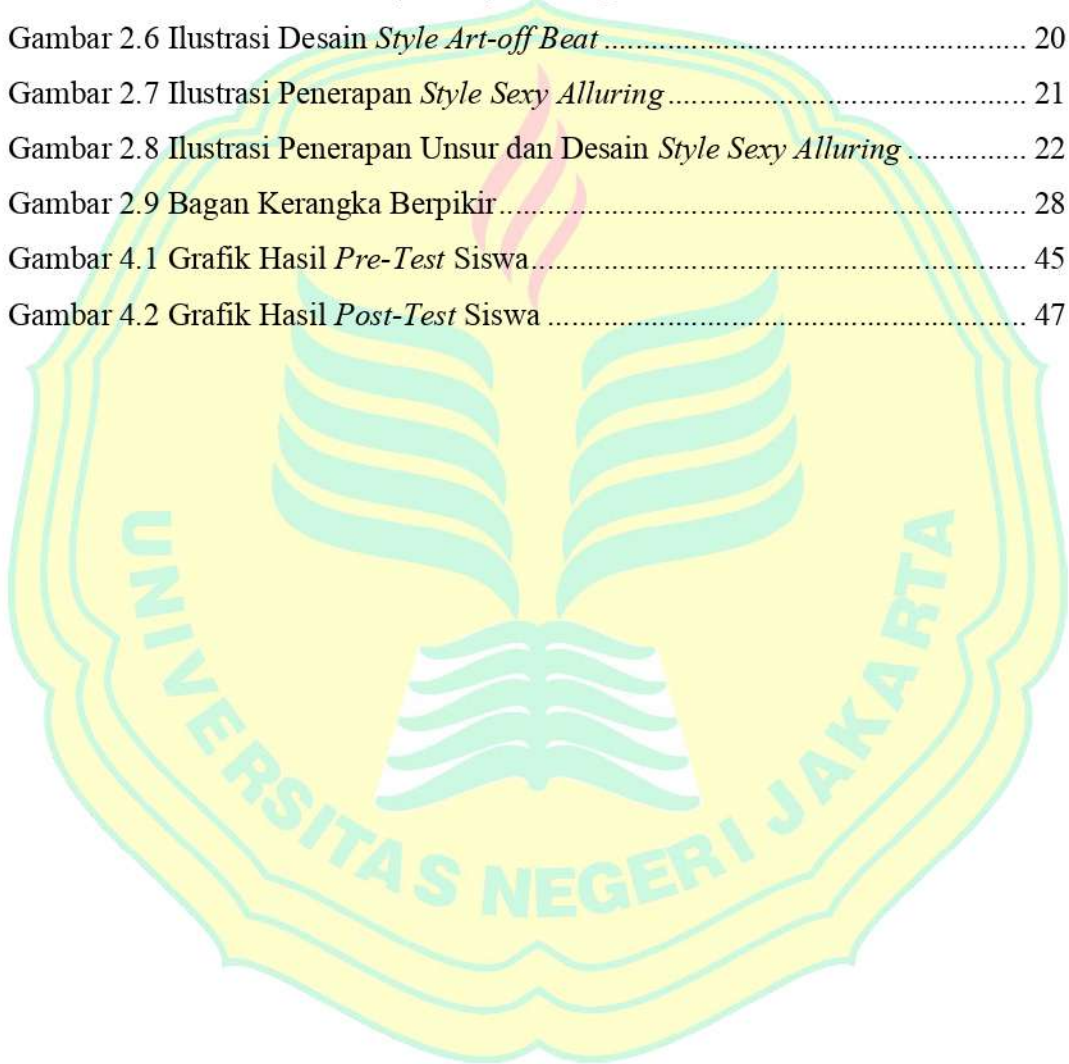 Gambar 2.6 Ilustrasi Desain Style Art-off Beat ............................................................ 20
Gambar 2.7 Ilustrasi Penerapan Style Sexy Alluring .................................................. 21
Gambar 2.8 Ilustrasi Penerapan Unsur dan Desain Style Sexy Alluring ................ 22
Gambar 2.9 Bagan Kerangka Berpikir ........................................................................ 28
Gambar 4.1 Grafik Hasil Pre-Test Siswa .................................................................... 45
Gambar 4.2 Grafik Hasil Post-Test Siswa .................................................................. 47
UNIVERSITAS NEGERI JAKARTA